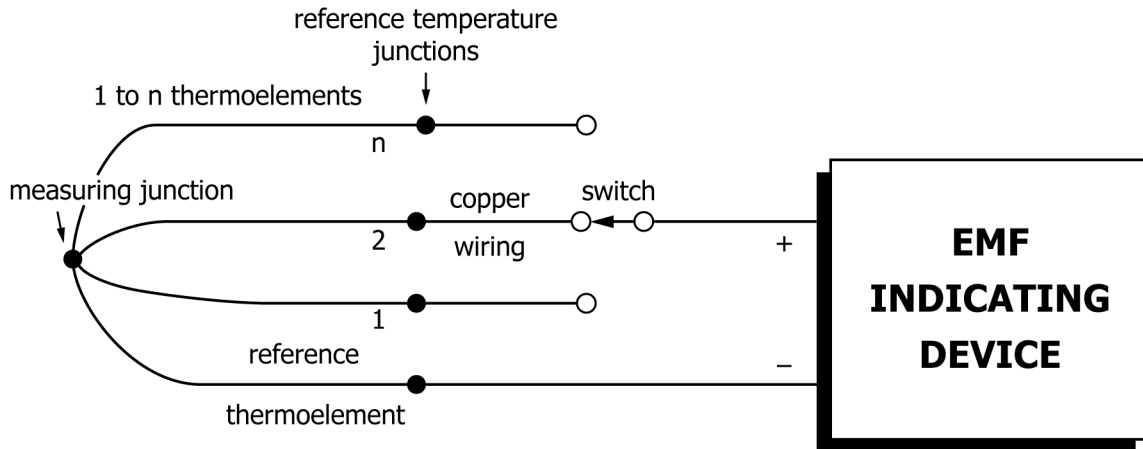 reference temperature
junctions
1 to n thermoelements
n
measuring junction
copper
switch
2
wiring
+
1
reference
–
thermoelement
EMF
INDICATING
DEVICE